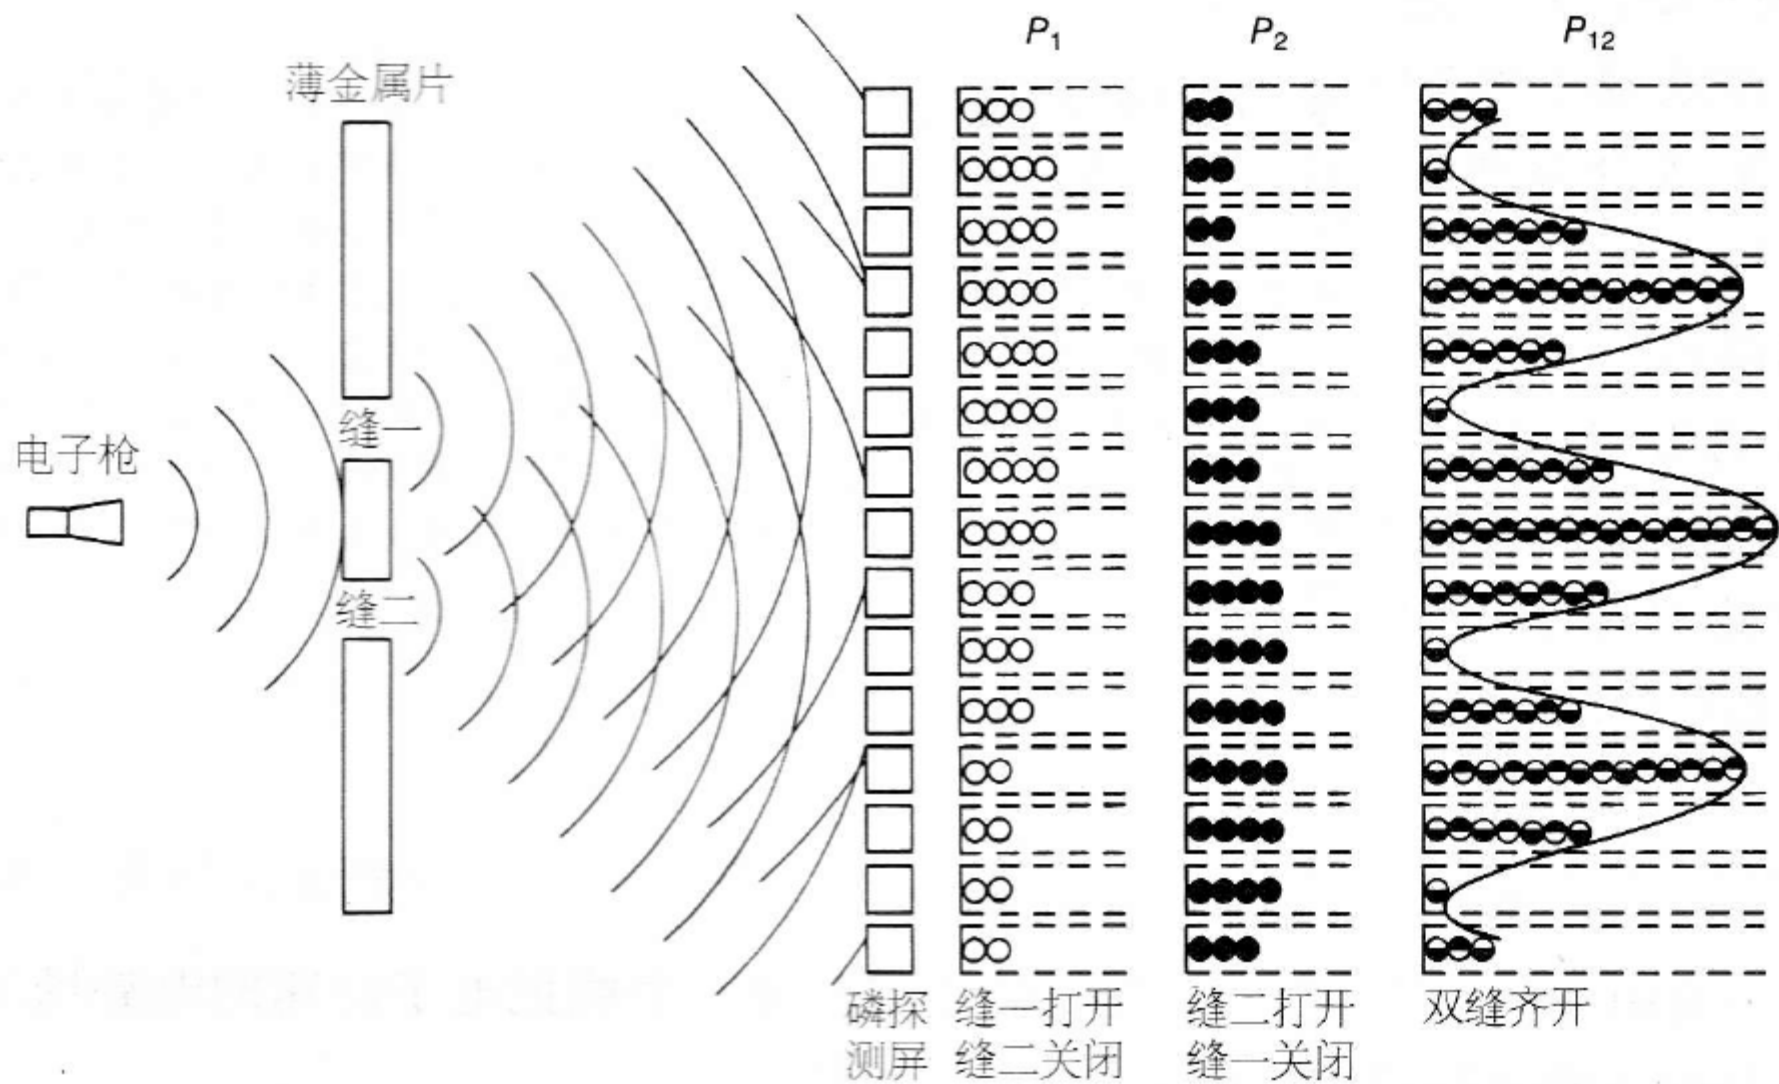 P₁
P₂
P₁₂
薄金属片
缝一
电子枪
缝二
磷探
测屏
缝一打开
缝二关闭
缝二打开
缝一关闭
双缝齐开